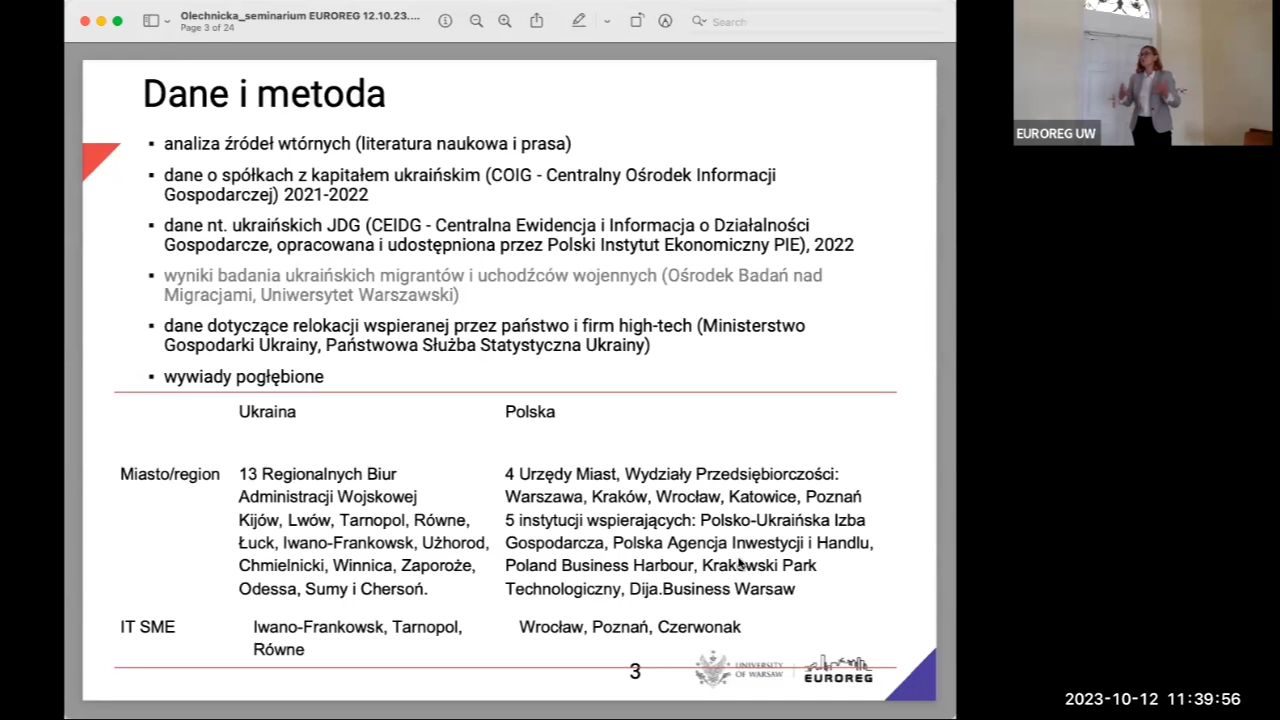 Olechnicka_seminarium EUROREG 12.10.23....
Page 3 of 24
Search
Dane i metoda
▪ analiza źródeł wtórnych (literatura naukowa i prasa)
▪ dane o spółkach z kapitałem ukraińskim (COIG - Centralny Ośrodek Informacji
Gospodarczej) 2021-2022
▪ dane nt. ukraińskich JDG (CEIDG - Centralna Ewidencja i Informacja o Działalności
Gospodarcze, opracowana i udostępniona przez Polski Instytut Ekonomiczny PIE), 2022
▪ wyniki badania ukraińskich migrantów i uchodźców wojennych (Ośrodek Badań nad
Migracjami, Uniwersytet Warszawski)
▪ dane dotyczące relokacji wspieranej przez państwo i firm high-tech (Ministerstwo
Gospodarki Ukrainy, Państwowa Służba Statystyczna Ukrainy)
▪ wywiady pogłębione
Ukraina Polska
Miasto/region 13 Regionalnych Biur 4 Urzędy Miast, Wydziały Przedsiębiorczości:
Administracji Wojskowej Warszawa, Kraków, Wrocław, Katowice, Poznań
Kijów, Lwów, Tarnopol, Równe, 5 instytucji wspierających: Polsko-Ukraińska Izba
Łuck, Iwano-Frankowsk, Użhorod, Gospodarcza, Polska Agencja Inwestycji i Handlu,
Chmielnicki, Winnica, Zaporoże, Poland Business Harbour, Krakowski Park
Odessa, Sumy i Chersoń. Technologiczny, Dija.Business Warsaw
IT SME Iwano-Frankowsk, Tarnopol, Wrocław, Poznań, Czerwonak
Równe
3
UNIVERSITY
OF WARSAW
EUROREG
EUROREG UW
2023-10-12 11:39:56